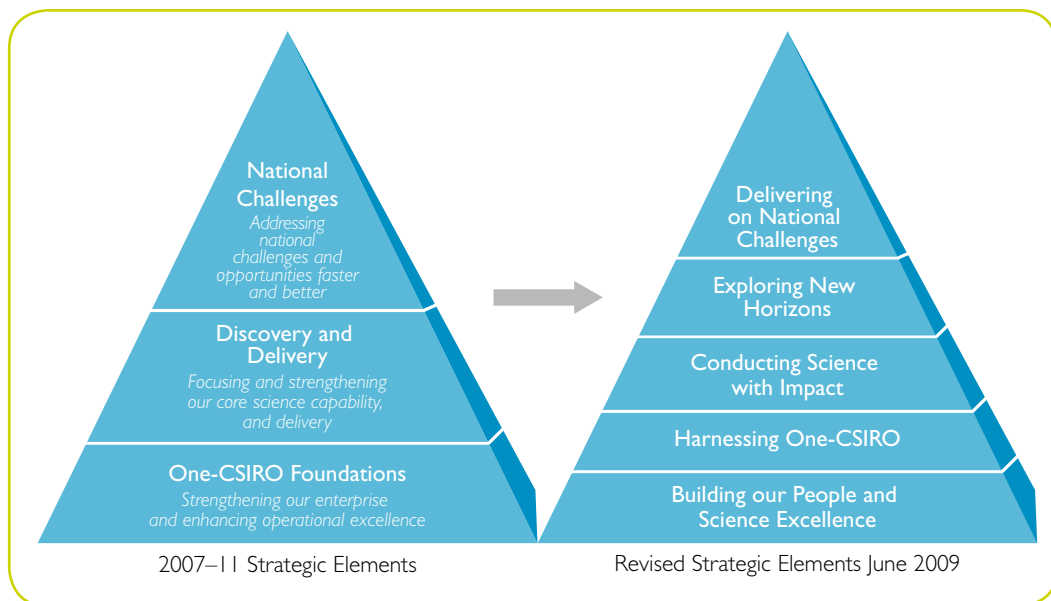 National
Challenges
Addressing
national
challenges and
opportunities faster
and better
Discovery and
Delivery
Focusing and strengthening
our core science capability,
and delivery
One-CSIRO Foundations
Strengthening our enterprise
and enhancing operational excellence
2007–11 Strategic Elements
Delivering
on National
Challenges
Exploring New
Horizons
Conducting Science
with Impact
Harnessing One-CSIRO
Building our People and
Science Excellence
Revised Strategic Elements June 2009